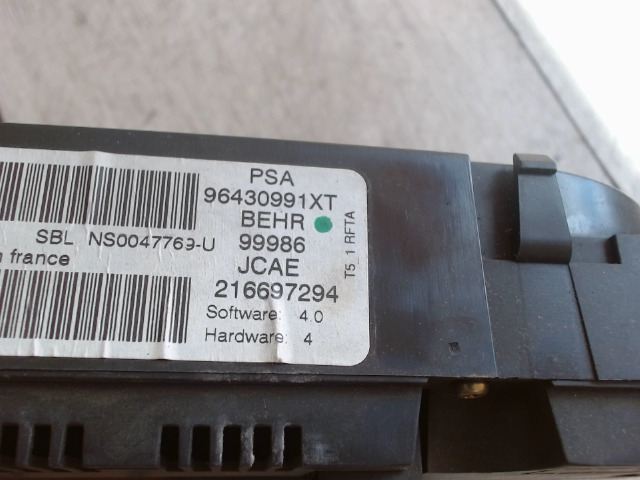 PSA
96430991XT
BEHR
SBL NS0047769-U 99986
france
JCAE
216697294
Software: 4.0
Hardware: 4
T5_1 RFTA